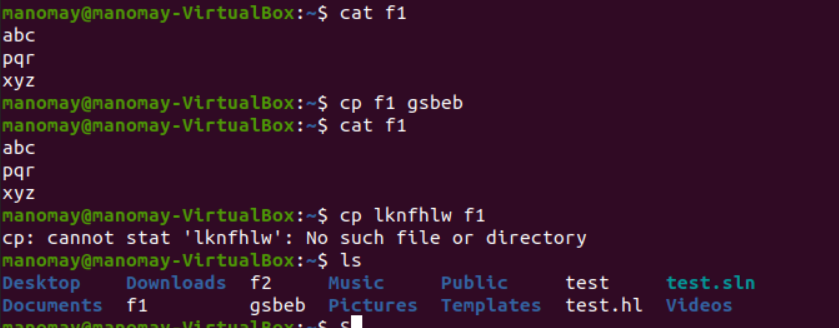 manomay@manomay-VirtualBox:~$ cat f1
abc
pqr
xyz
manomay@manomay-VirtualBox:~$ cp f1 gsbeb
manomay@manomay-VirtualBox:~$ cat f1
abc
pqr
xyz
manomay@manomay-VirtualBox:~$ cp lknfhlw f1
cp: cannot stat 'lknfhlw': No such file or directory
manomay@manomay-VirtualBox:~$ ls
Desktop Downloads f2 Music Public test test.sln
Documents f1 gsbeb Pictures Templates test.hl Videos
manomay@manomay-VirtualBox:~$ S